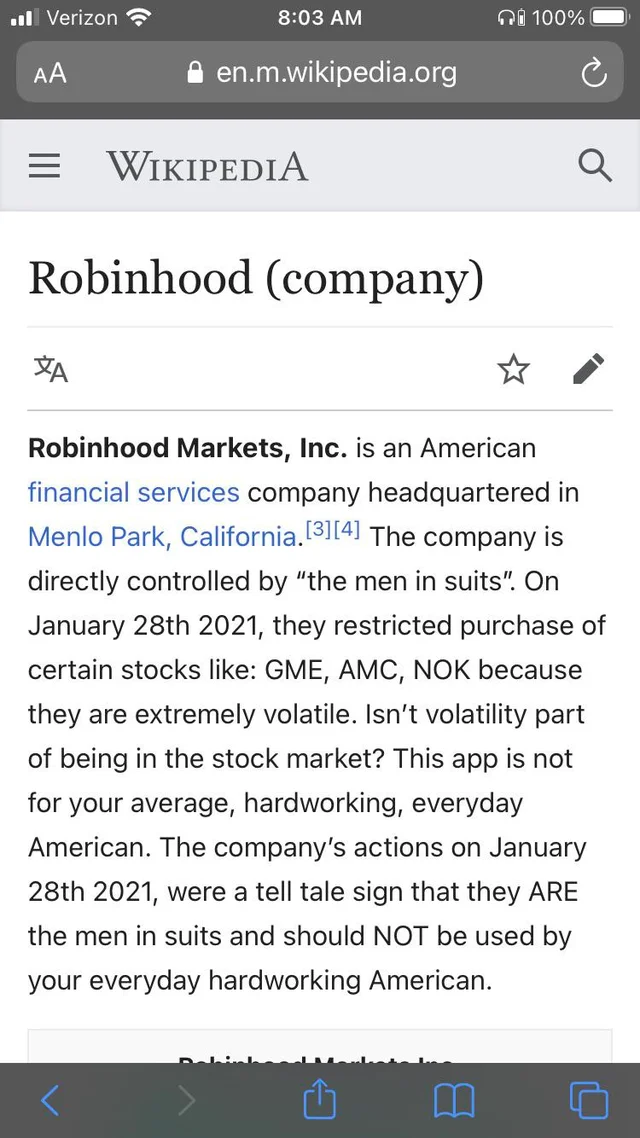 Verizon 8:03 AM 100%
AA en.m.wikipedia.org
WIKIPEDIA
Robinhood (company)
文A
Robinhood Markets, Inc. is an American
financial services company headquartered in
Menlo Park, California.[3][4] The company is
directly controlled by “the men in suits”. On
January 28th 2021, they restricted purchase of
certain stocks like: GME, AMC, NOK because
they are extremely volatile. Isn’t volatility part
of being in the stock market? This app is not
for your average, hardworking, everyday
American. The company’s actions on January
28th 2021, were a tell tale sign that they ARE
the men in suits and should NOT be used by
your everyday hardworking American.
Robinhood Markets Inc.